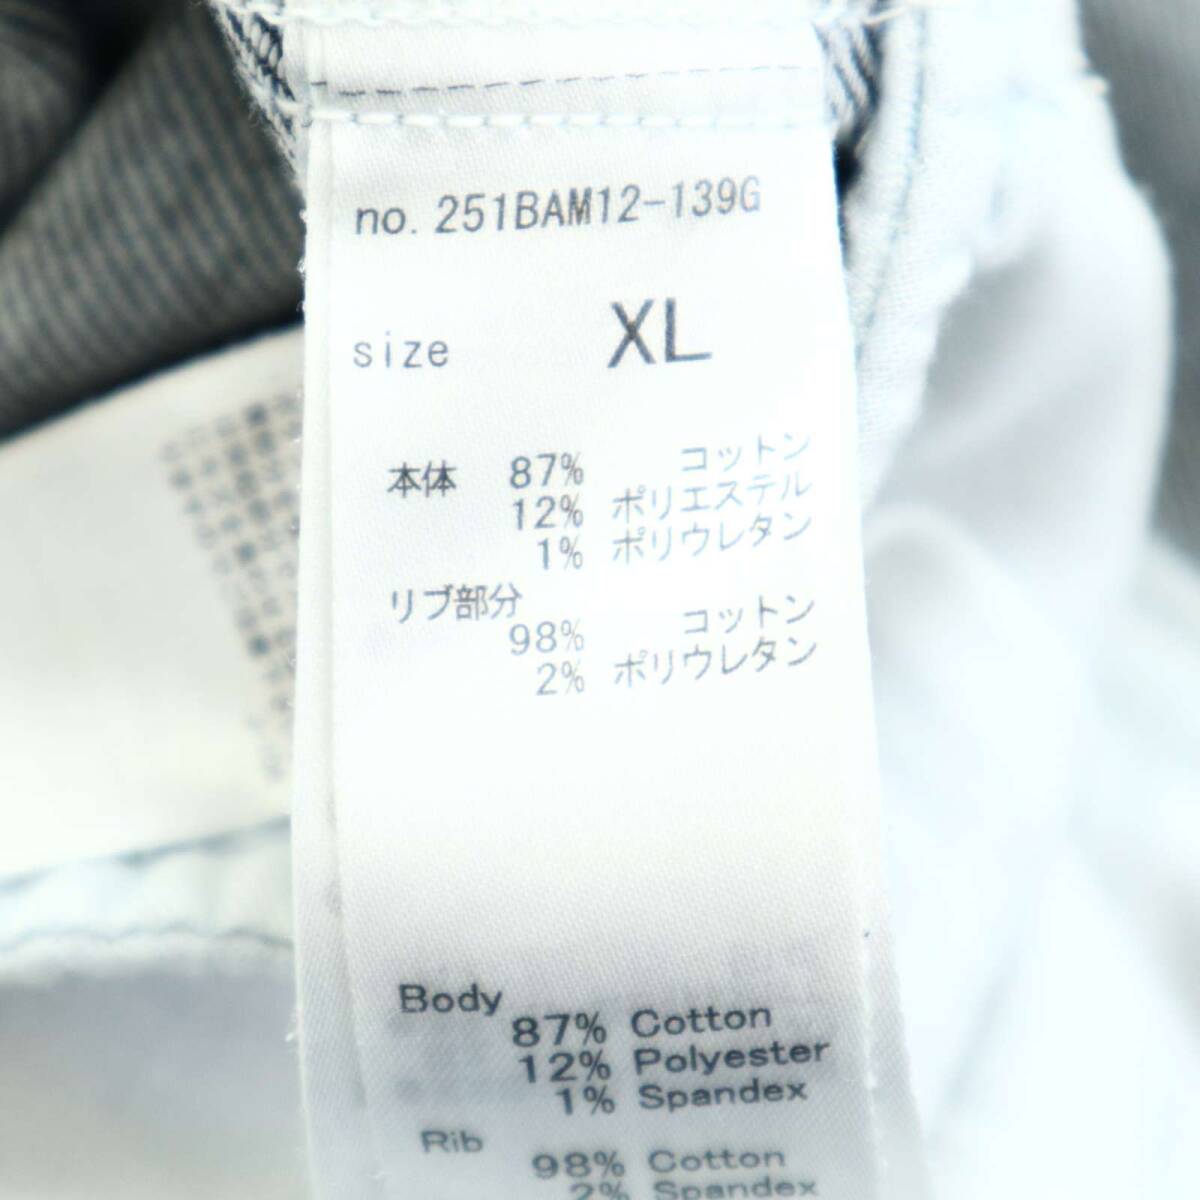 no. 251BAM12-139G
size XL
本体 87% コットン
12% ポリエステル
1% ポリウレタン
リブ部分
98% コットン
2% ポリウレタン
Body
87% Cotton
12% Polyester
1% Spandex
Rib
98% Cotton
2% Spandex